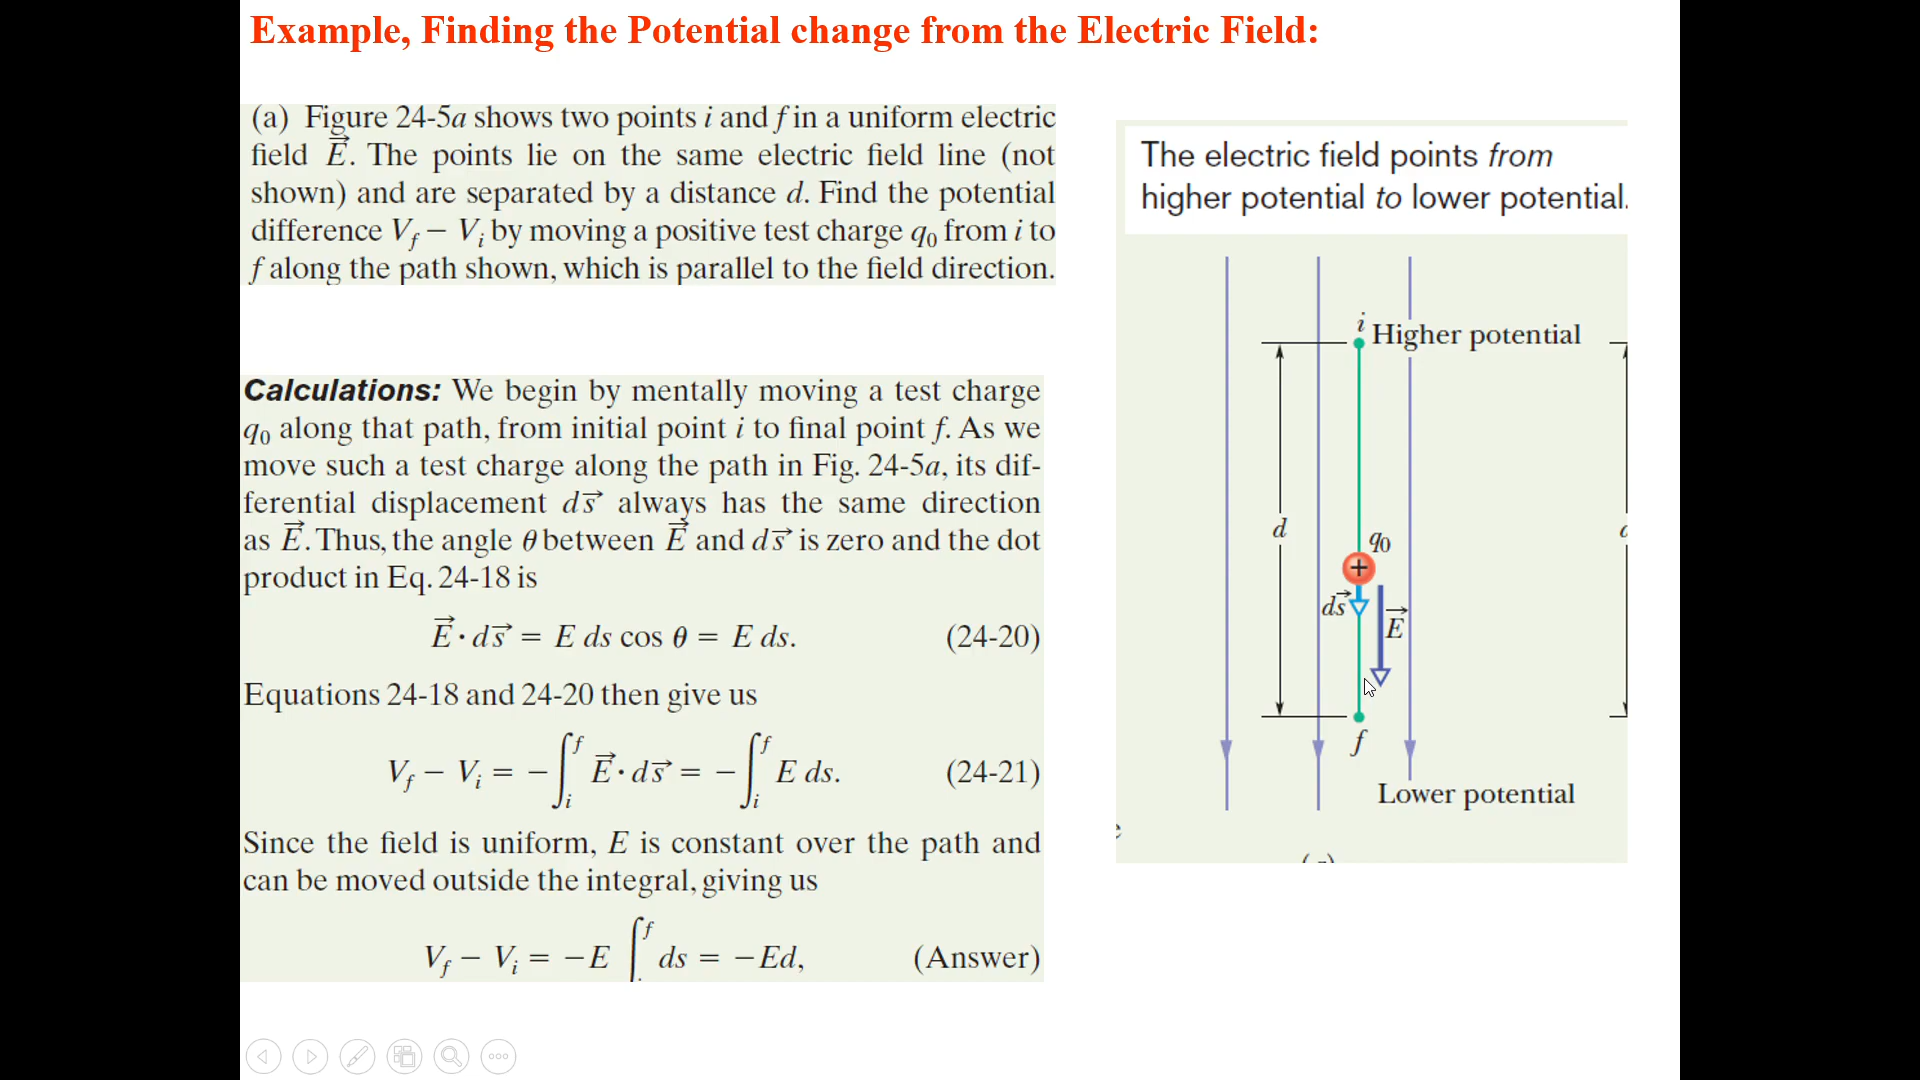 Example, Finding the Potential change from the Electric Field:
(a) Figure 24-5a shows two points i and f in a uniform electric
field E⃗. The points lie on the same electric field line (not
shown) and are separated by a distance d. Find the potential
difference V_f − V_i by moving a positive test charge q₀ from i to
f along the path shown, which is parallel to the field direction.
Calculations: We begin by mentally moving a test charge
q₀ along that path, from initial point i to final point f. As we
move such a test charge along the path in Fig. 24-5a, its dif-
ferential displacement ds⃗ always has the same direction
as E⃗. Thus, the angle θ between E⃗ and ds⃗ is zero and the dot
product in Eq. 24-18 is
E⃗ · ds⃗ = E ds cos θ = E ds. (24-20)
Equations 24-18 and 24-20 then give us
V_f − V_i = −∫_i^f E⃗ · ds⃗ = −∫_i^f E ds. (24-21)
Since the field is uniform, E is constant over the path and
can be moved outside the integral, giving us
V_f − V_i = −E ∫^f ds = −Ed, (Answer)
The electric field points from
higher potential to lower potential.
i
Higher potential
d
q₀
+
ds⃗
E⃗
f
Lower potential